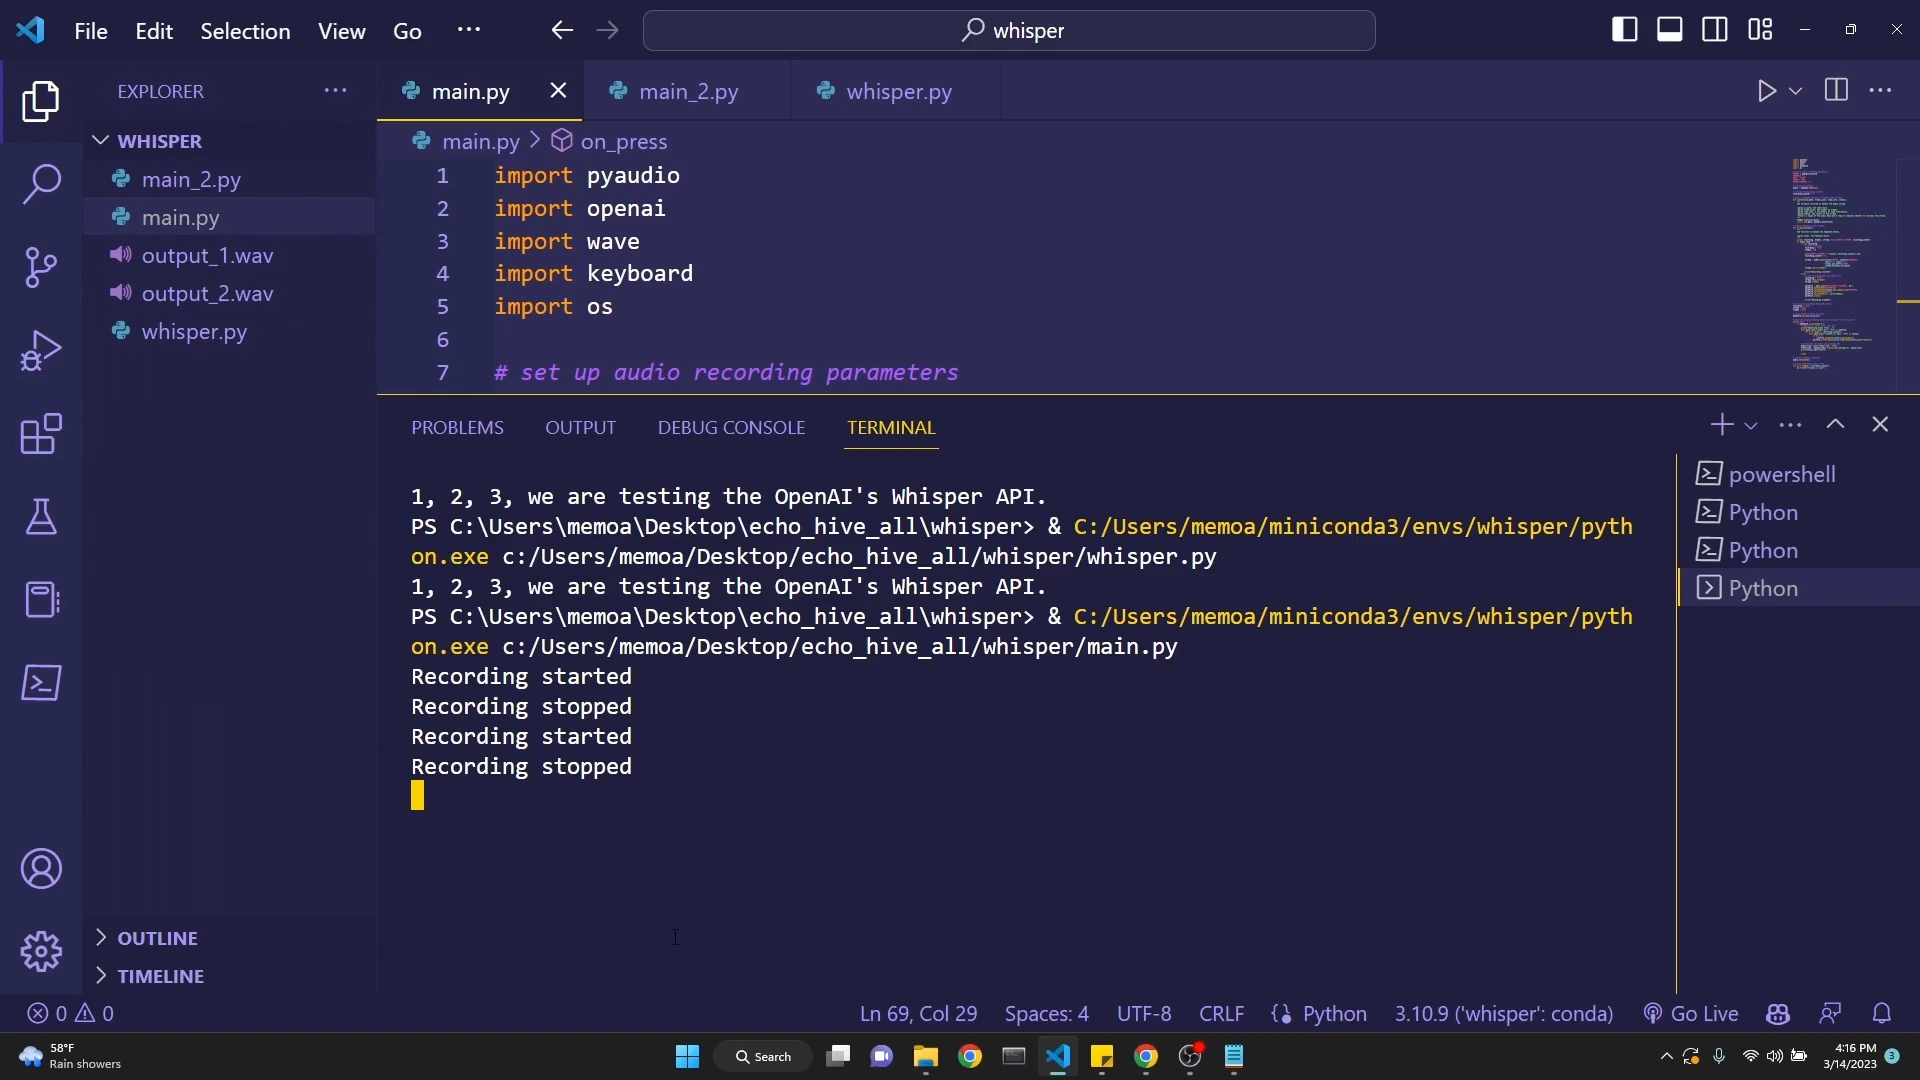 File Edit Selection View Go ··· whisper
EXPLORER ···
main.py main_2.py whisper.py
WHISPER
main_2.py
main.py
output_1.wav
output_2.wav
whisper.py
OUTLINE
TIMELINE
main.py > on_press
1 import pyaudio
2 import openai
3 import wave
4 import keyboard
5 import os
6
7 # set up audio recording parameters
PROBLEMS OUTPUT DEBUG CONSOLE TERMINAL
1, 2, 3, we are testing the OpenAI's Whisper API.
PS C:\Users\memoa\Desktop\echo_hive_all\whisper> & C:/Users/memoa/miniconda3/envs/whisper/pyth
on.exe c:/Users/memoa/Desktop/echo_hive_all/whisper/whisper.py
1, 2, 3, we are testing the OpenAI's Whisper API.
PS C:\Users\memoa\Desktop\echo_hive_all\whisper> & C:/Users/memoa/miniconda3/envs/whisper/pyth
on.exe c:/Users/memoa/Desktop/echo_hive_all/whisper/main.py
Recording started
Recording stopped
Recording started
Recording stopped
powershell
Python
Python
Python
0 0 Ln 69, Col 29 Spaces: 4 UTF-8 CRLF Python 3.10.9 ('whisper': conda) Go Live
58°F
Rain showers
Search
4:16 PM
3/14/2023
3